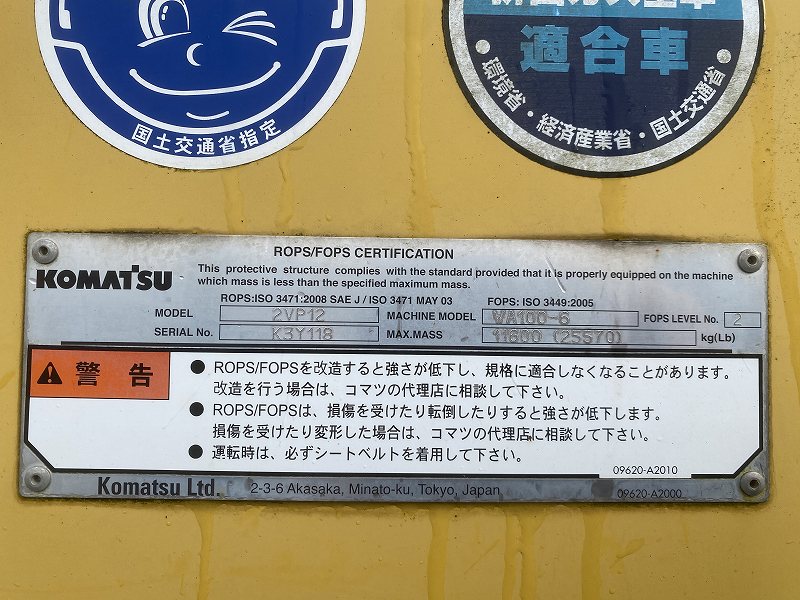 国土交通省指定
適合車
・環境省・経済産業省・国土交通省・
ROPS/FOPS CERTIFICATION
KOMATSU
This protective structure complies with the standard provided that it is properly equipped on the machine
which mass is less than the specified maximum mass.
ROPS:ISO 3471:2008 SAE J / ISO 3471 MAY 03 FOPS: ISO 3449:2005
MODEL 2VP12 MACHINE MODEL WA100-6 FOPS LEVEL No. 2
SERIAL No. K3Y118 MAX.MASS 11600 (25570) kg(Lb)
警告
● ROPS/FOPSを改造すると強さが低下し、規格に適合しなくなることがあります。
改造を行う場合は、コマツの代理店に相談して下さい。
● ROPS/FOPSは、損傷を受けたり転倒したりすると強さが低下します。
損傷を受けたり変形した場合は、コマツの代理店に相談して下さい。
● 運転時は、必ずシートベルトを着用して下さい。
09620-A2010
Komatsu Ltd. 2-3-6 Akasaka, Minato-ku, Tokyo, Japan 09620-A2000